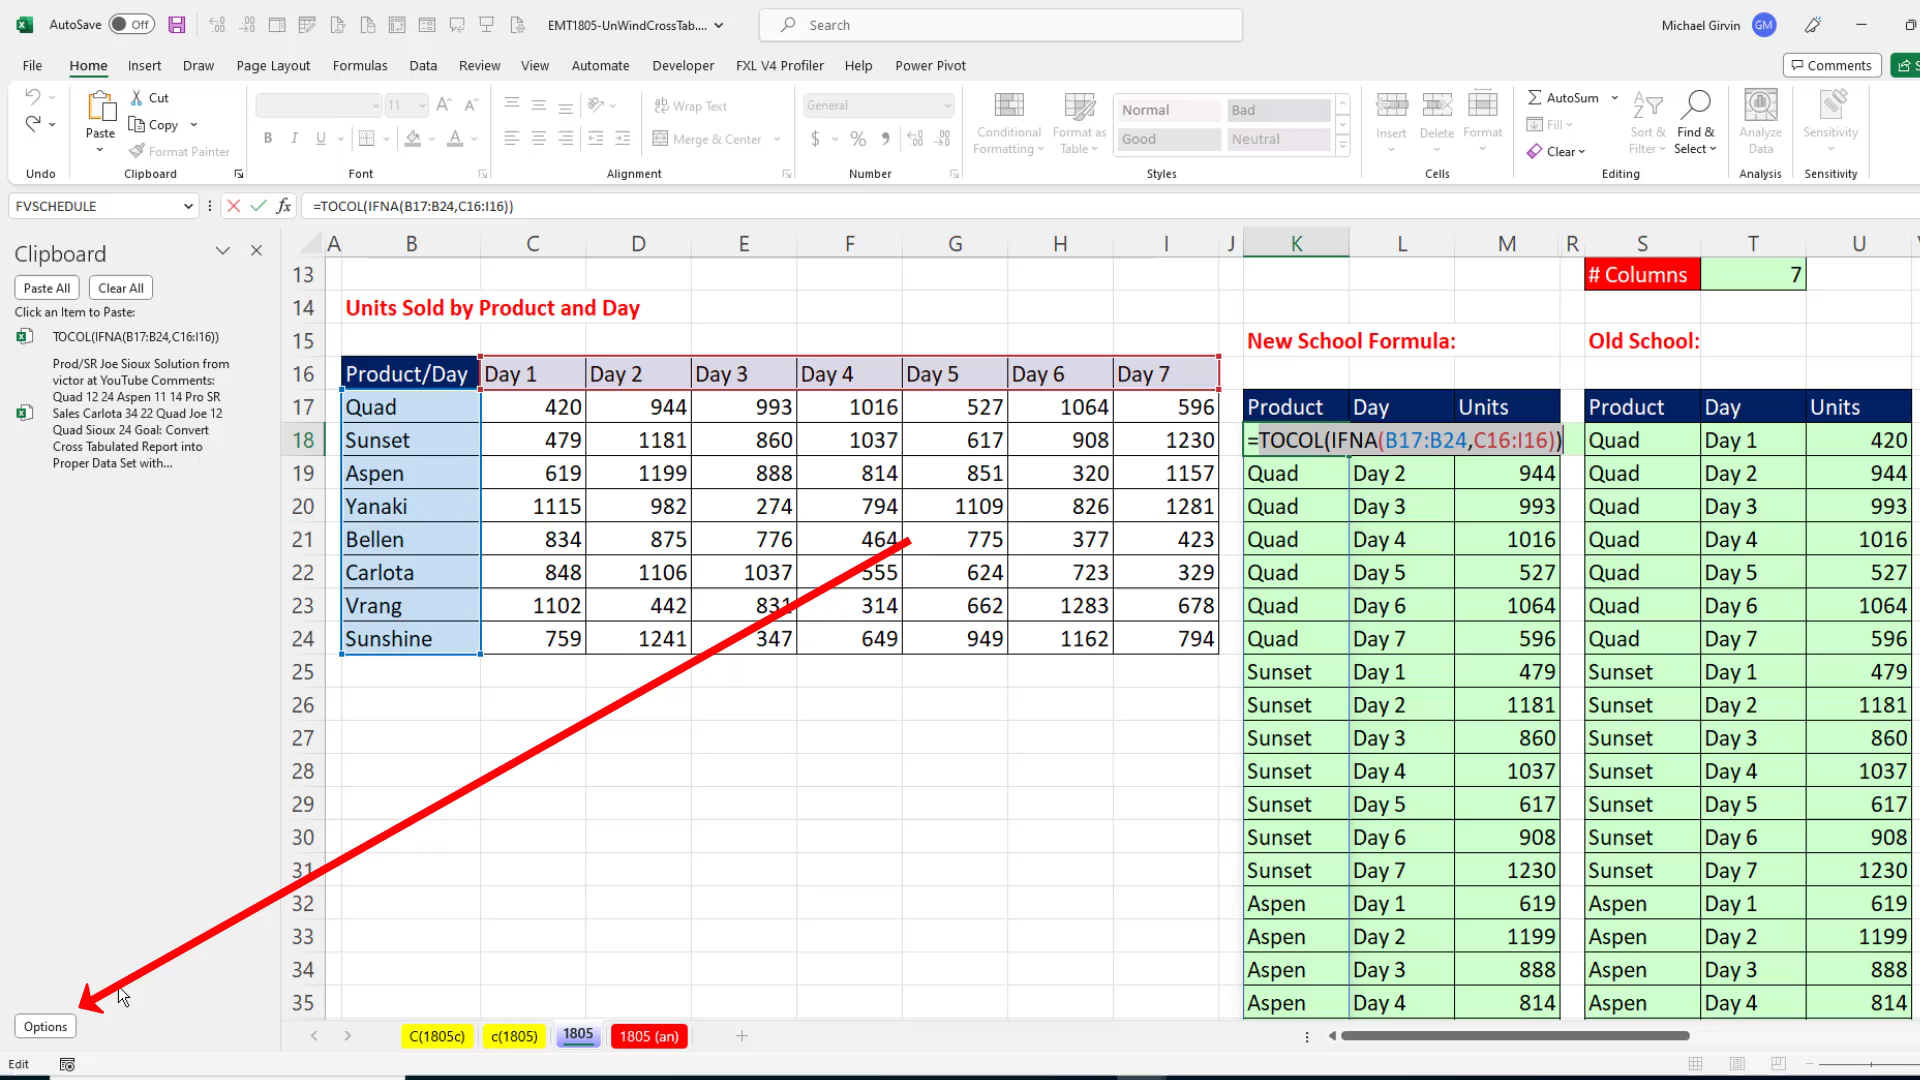 AutoSave Off EMT1805-UnWindCrossTab.... Search Michael Girvin GM
File Home Insert Draw Page Layout Formulas Data Review View Automate Developer FXL V4 Profiler Help Power Pivot Comments
Cut
Copy
Format Painter
Paste
11
B I U
Wrap Text
Merge & Center
General
$ %
Conditional Formatting
Format as Table
Normal Bad
Good Neutral
Insert Delete Format
AutoSum
Fill
Clear
Sort & Filter
Find & Select
Analyze Data
Sensitivity
Undo Clipboard Font Alignment Number Styles Cells Editing Analysis Sensitivity
FVSCHEDULE fx =TOCOL(IFNA(B17:B24,C16:I16))
Clipboard
Paste All Clear All
Click an Item to Paste:
TOCOL(IFNA(B17:B24,C16:I16))
Prod/SR Joe Sioux Solution from
victor at YouTube Comments:
Quad 12 24 Aspen 11 14 Pro SR
Sales Carlota 34 22 Quad Joe 12
Quad Sioux 24 Goal: Convert
Cross Tabulated Report into
Proper Data Set with...
Options
A B C D E F G H I J K L M R S T U
13 # Columns 7
14 Units Sold by Product and Day
15 New School Formula: Old School:
16 Product/Day Day 1 Day 2 Day 3 Day 4 Day 5 Day 6 Day 7
17 Quad 420 944 993 1016 527 1064 596 Product Day Units Product Day Units
18 Sunset 479 1181 860 1037 617 908 1230 =TOCOL(IFNA(B17:B24,C16:I16)) Quad Day 1 420
19 Aspen 619 1199 888 814 851 320 1157 Quad Day 2 944 Quad Day 2 944
20 Yanaki 1115 982 274 794 1109 826 1281 Quad Day 3 993 Quad Day 3 993
21 Bellen 834 875 776 464 775 377 423 Quad Day 4 1016 Quad Day 4 1016
22 Carlota 848 1106 1037 555 624 723 329 Quad Day 5 527 Quad Day 5 527
23 Vrang 1102 442 831 314 662 1283 678 Quad Day 6 1064 Quad Day 6 1064
24 Sunshine 759 1241 347 649 949 1162 794 Quad Day 7 596 Quad Day 7 596
25 Sunset Day 1 479 Sunset Day 1 479
26 Sunset Day 2 1181 Sunset Day 2 1181
27 Sunset Day 3 860 Sunset Day 3 860
28 Sunset Day 4 1037 Sunset Day 4 1037
29 Sunset Day 5 617 Sunset Day 5 617
30 Sunset Day 6 908 Sunset Day 6 908
31 Sunset Day 7 1230 Sunset Day 7 1230
32 Aspen Day 1 619 Aspen Day 1 619
33 Aspen Day 2 1199 Aspen Day 2 1199
34 Aspen Day 3 888 Aspen Day 3 888
35 Aspen Day 4 814 Aspen Day 4 814
C(1805c) c(1805) 1805 1805 (an)
Edit